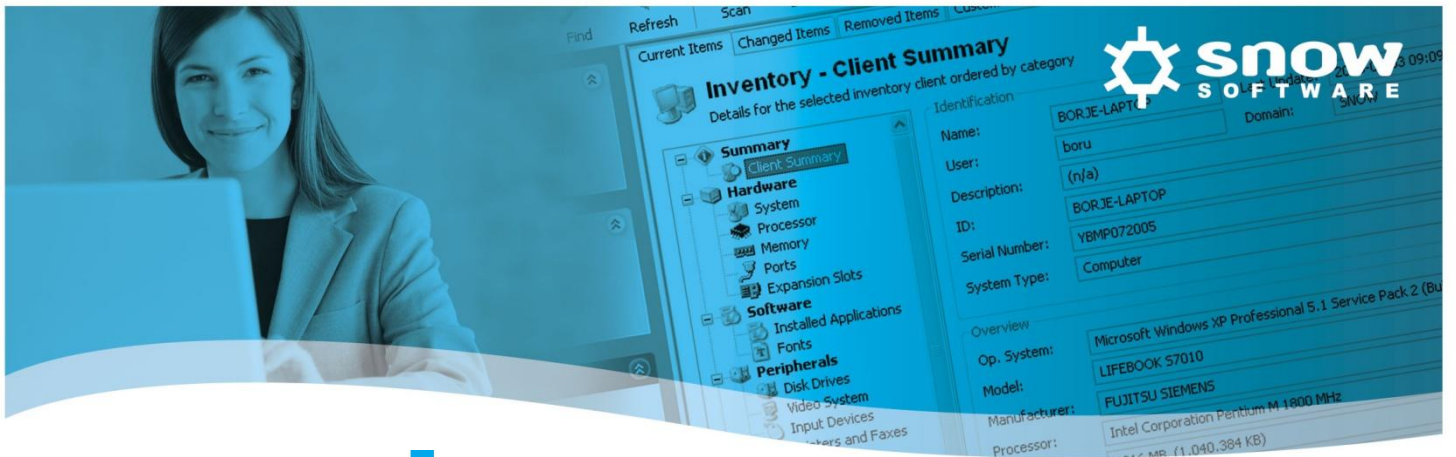 Find
Refresh
Scan
Current Items
Changed Items
Removed Items
Inventory - Client Summary
Details for the selected inventory client ordered by category
snow
SOFTWARE
Summary
Client Summary
Hardware
System
Processor
Memory
Ports
Expansion Slots
Software
Installed Applications
Fonts
Peripherals
Disk Drives
Video System
Input Devices
and Faxes
Identification
Name:
BORJE-LAPTOP
Domain:
SNOW
User:
boru
Description:
(n/a)
ID:
BORJE-LAPTOP
Serial Number:
YBMP072005
System Type:
Computer
Overview
Op. System:
Microsoft Windows XP Professional 5.1 Service Pack 2 (Bu
Model:
LIFEBOOK S7010
Manufacturer:
FUJITSU SIEMENS
Processor:
Intel Corporation Pentium M 1800 MHz
MB (1.040.384 KB)